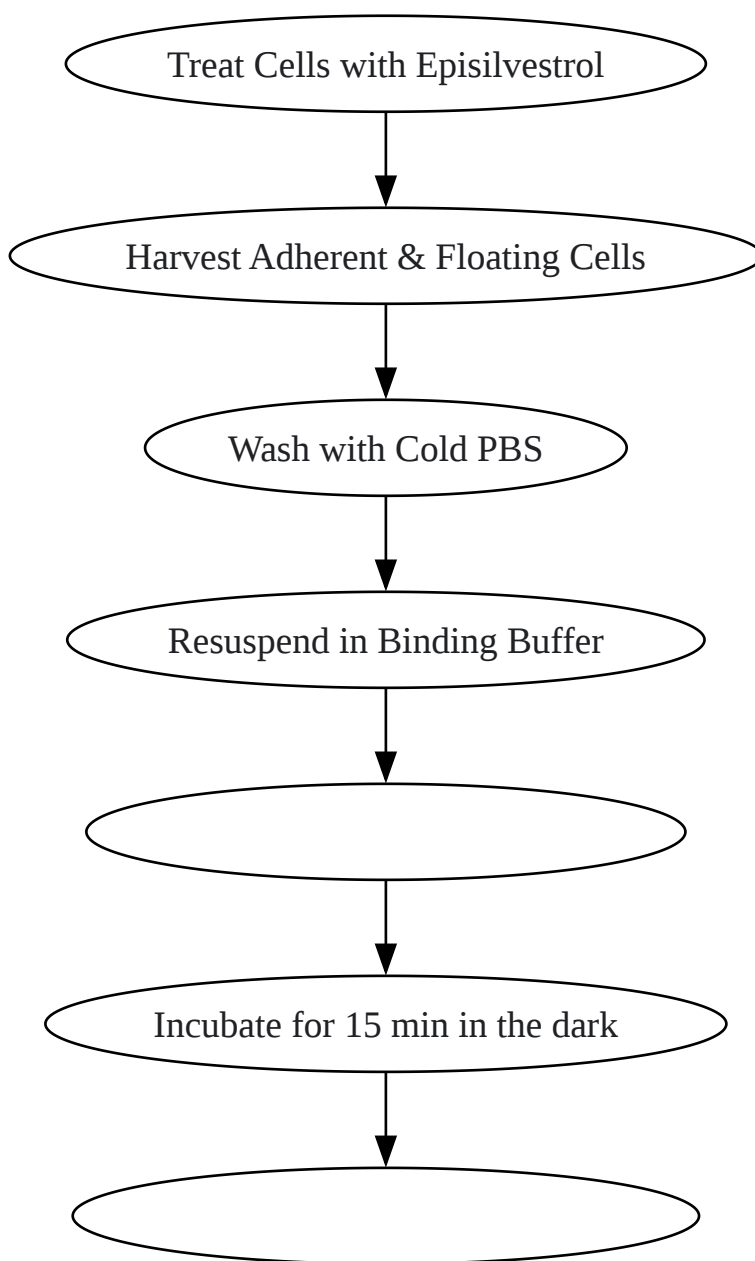 Treat Cells with Episilvestrol
Harvest Adherent & Floating Cells
Wash with Cold PBS
Resuspend in Binding Buffer
Incubate for 15 min in the dark